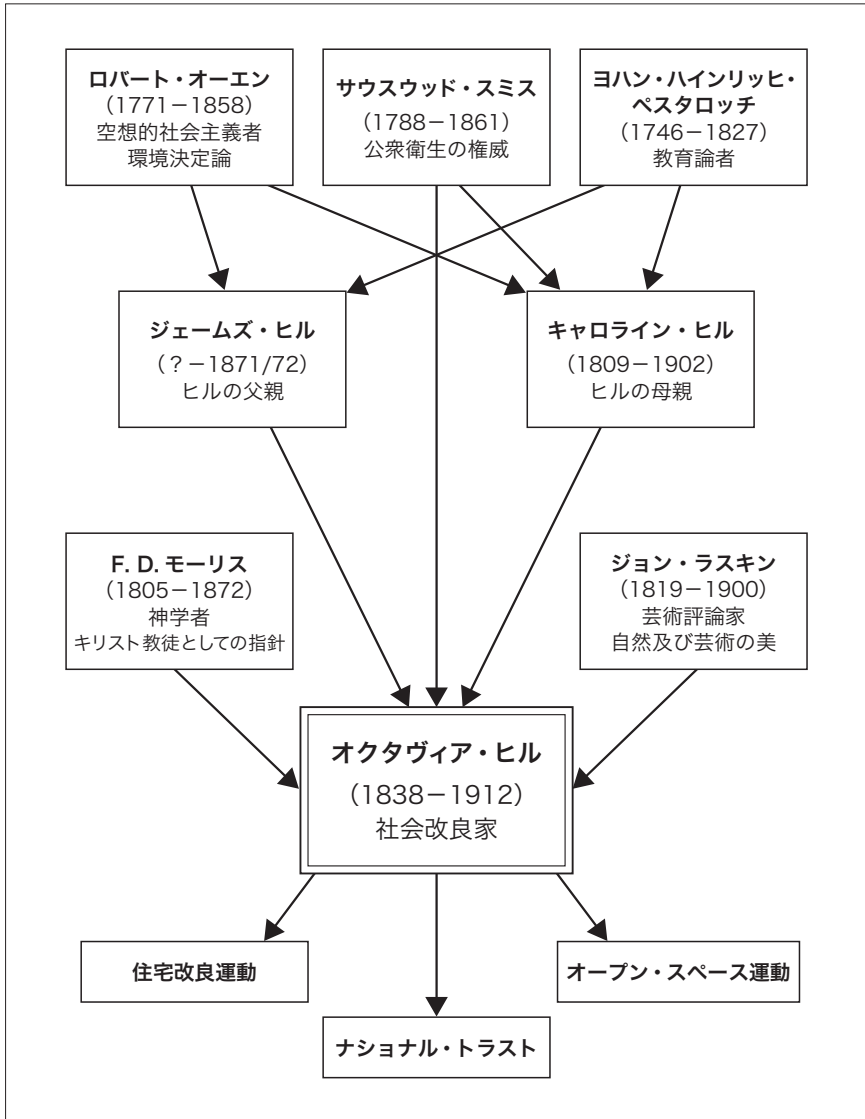 ロバート・オーエン
（1771－1858）
空想的社会主義者
環境決定論
サウスウッド・スミス
（1788－1861）
公衆衛生の権威
ヨハン・ハインリッヒ・
ペスタロッチ
（1746－1827）
教育論者
ジェームズ・ヒル
（？－1871/72）
ヒルの父親
キャロライン・ヒル
（1809－1902）
ヒルの母親
F. D. モーリス
（1805－1872）
神学者
キリスト教徒としての指針
ジョン・ラスキン
（1819－1900）
芸術評論家
自然及び芸術の美
オクタヴィア・ヒル
（1838－1912）
社会改良家
住宅改良運動
オープン・スペース運動
ナショナル・トラスト